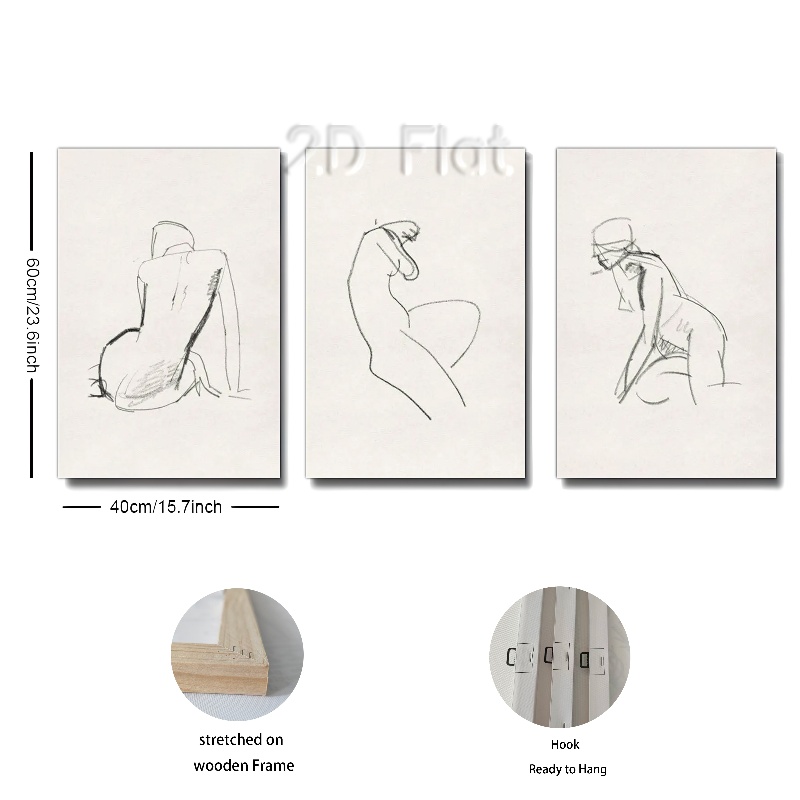 2D Flat
60cm/23.6inch
40cm/15.7inch
stretched on
wooden Frame
Hook
Ready to Hang